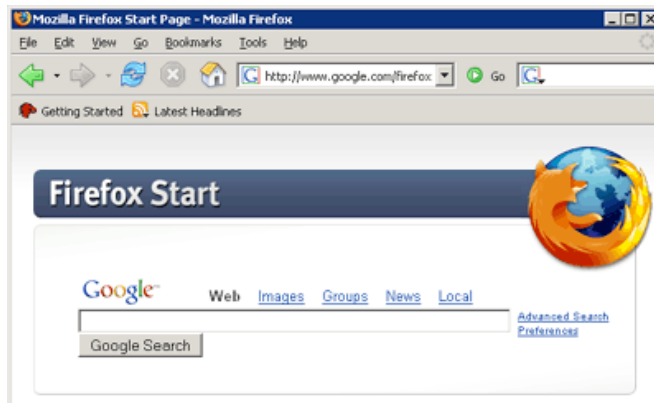 Mozilla Firefox Start Page - Mozilla Firefox
File Edit View Go Bookmarks Tools Help
http://www.google.com/firefox Go
Getting Started Latest Headlines
Firefox Start
Google™ Web Images Groups News Local
Advanced Search
Preferences
Google Search